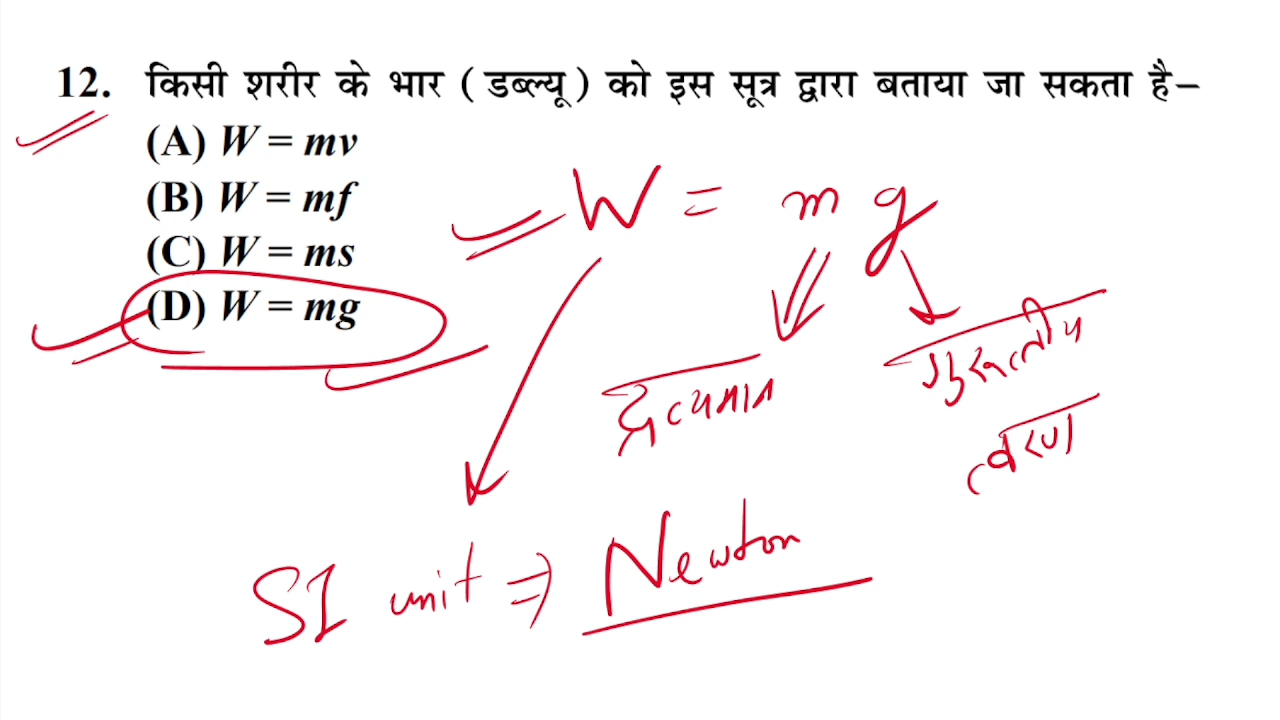 12. किसी शरीर के भार ( डब्ल्यू ) को इस सूत्र द्वारा बताया जा सकता है–
(A) W = mv
(B) W = mf
(C) W = ms
(D) W = mg
W = mg
द्रव्यमान
गुरुत्वीय
त्वरण
SI unit ⇒ Newton